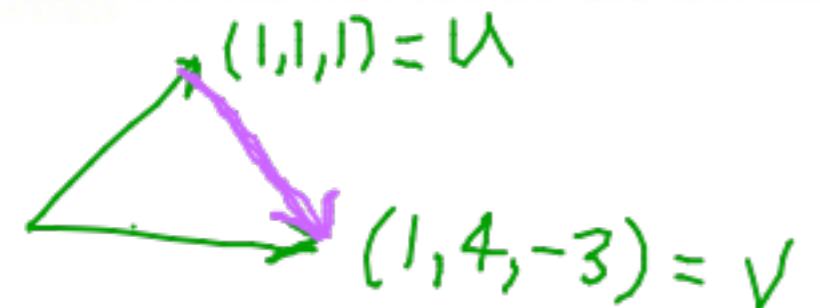 (1,1,1) = u
(1,4,-3) = v